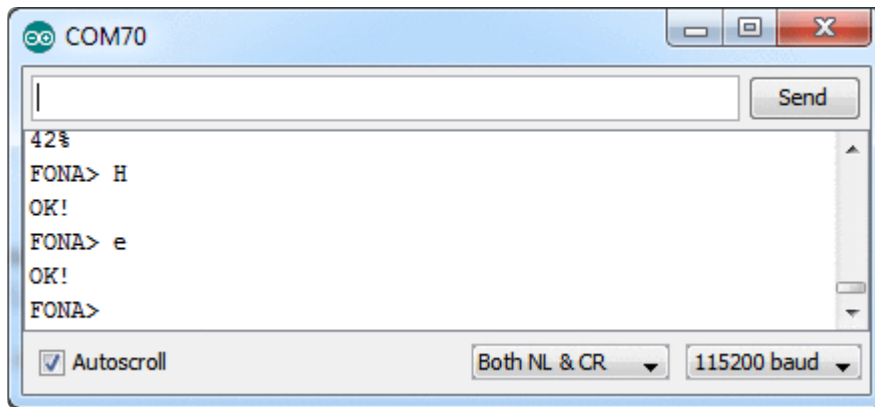 COM70
Send
42%
FONA> H
OK!
FONA> e
OK!
FONA>
Autoscroll
Both NL & CR
115200 baud